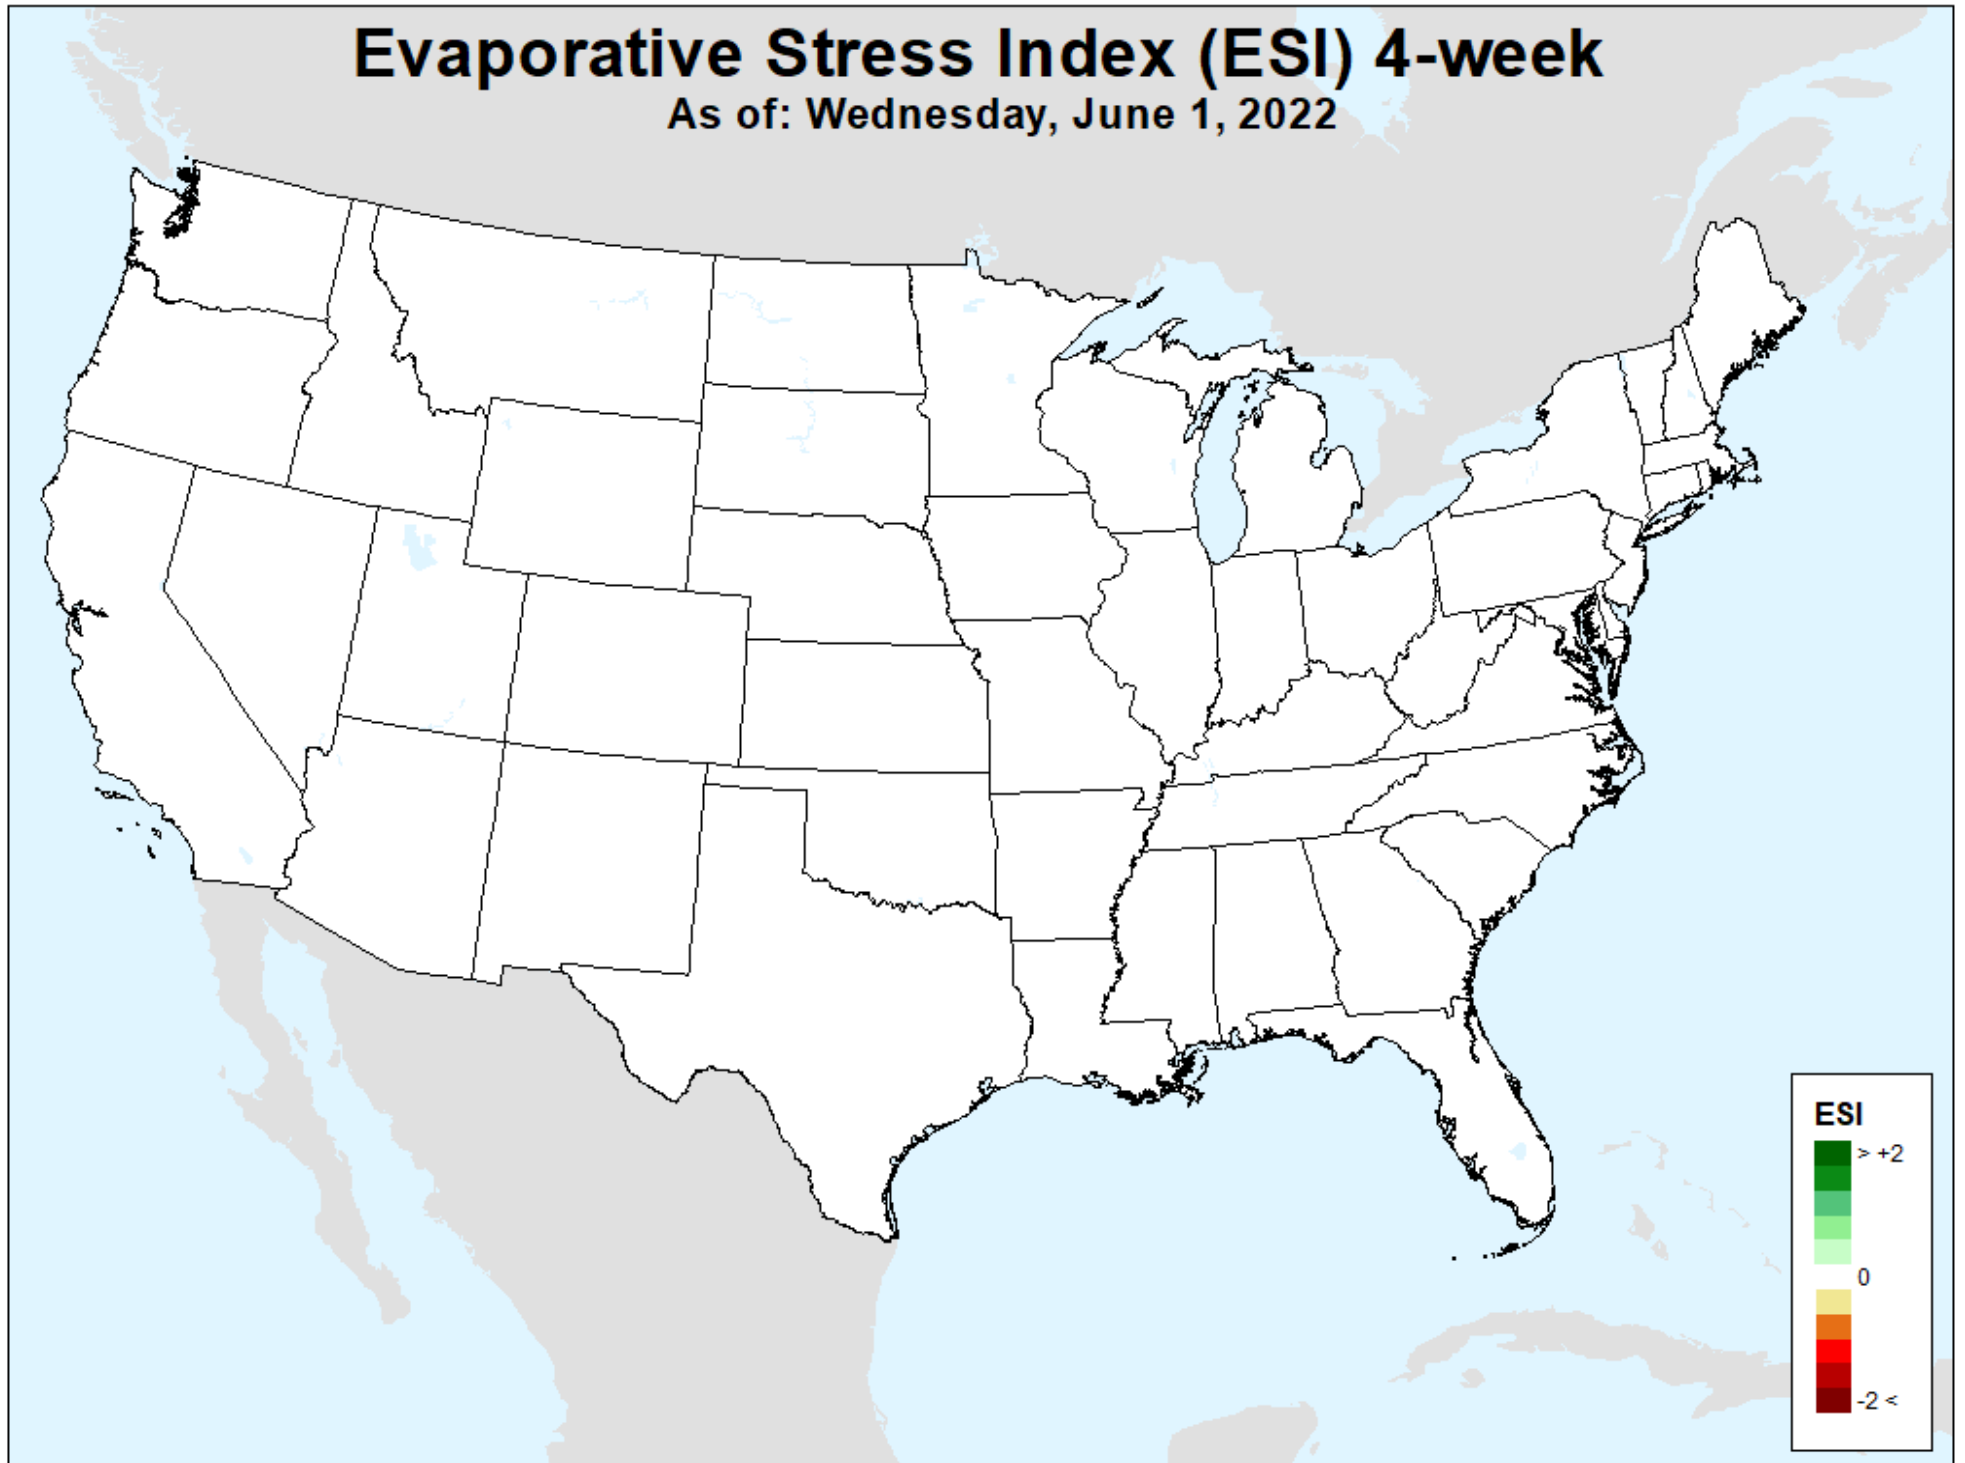 Evaporative Stress Index (ESI) 4-week
As of: Wednesday, June 1, 2022
ESI
> +2
0
-2 <